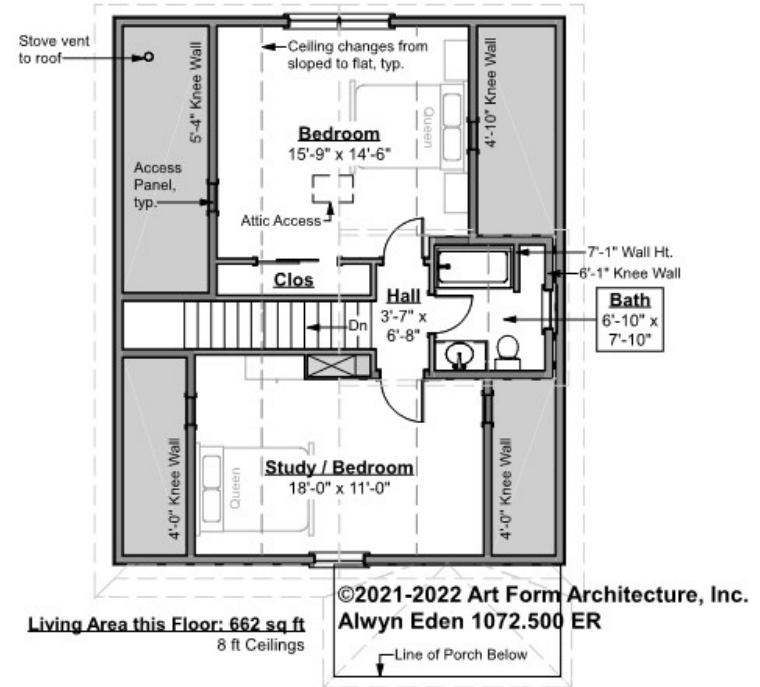 Stove vent
to roof
5'-4" Knee Wall
Ceiling changes from
sloped to flat, typ.
4'-10" Knee Wall
Queen
Bedroom
15'-9" x 14'-6"
Access
Panel,
typ.
Attic Access
7'-1" Wall Ht.
6'-1" Knee Wall
Clos
Hall
3'-7" x
6'-8"
Bath
6'-10" x
7'-10"
Dn
4'-0" Knee Wall
Queen
Study / Bedroom
18'-0" x 11'-0"
4'-0" Knee Wall
©2021-2022 Art Form Architecture, Inc.
Alwyn Eden 1072.500 ER
Living Area this Floor: 662 sq ft
8 ft Ceilings
Line of Porch Below